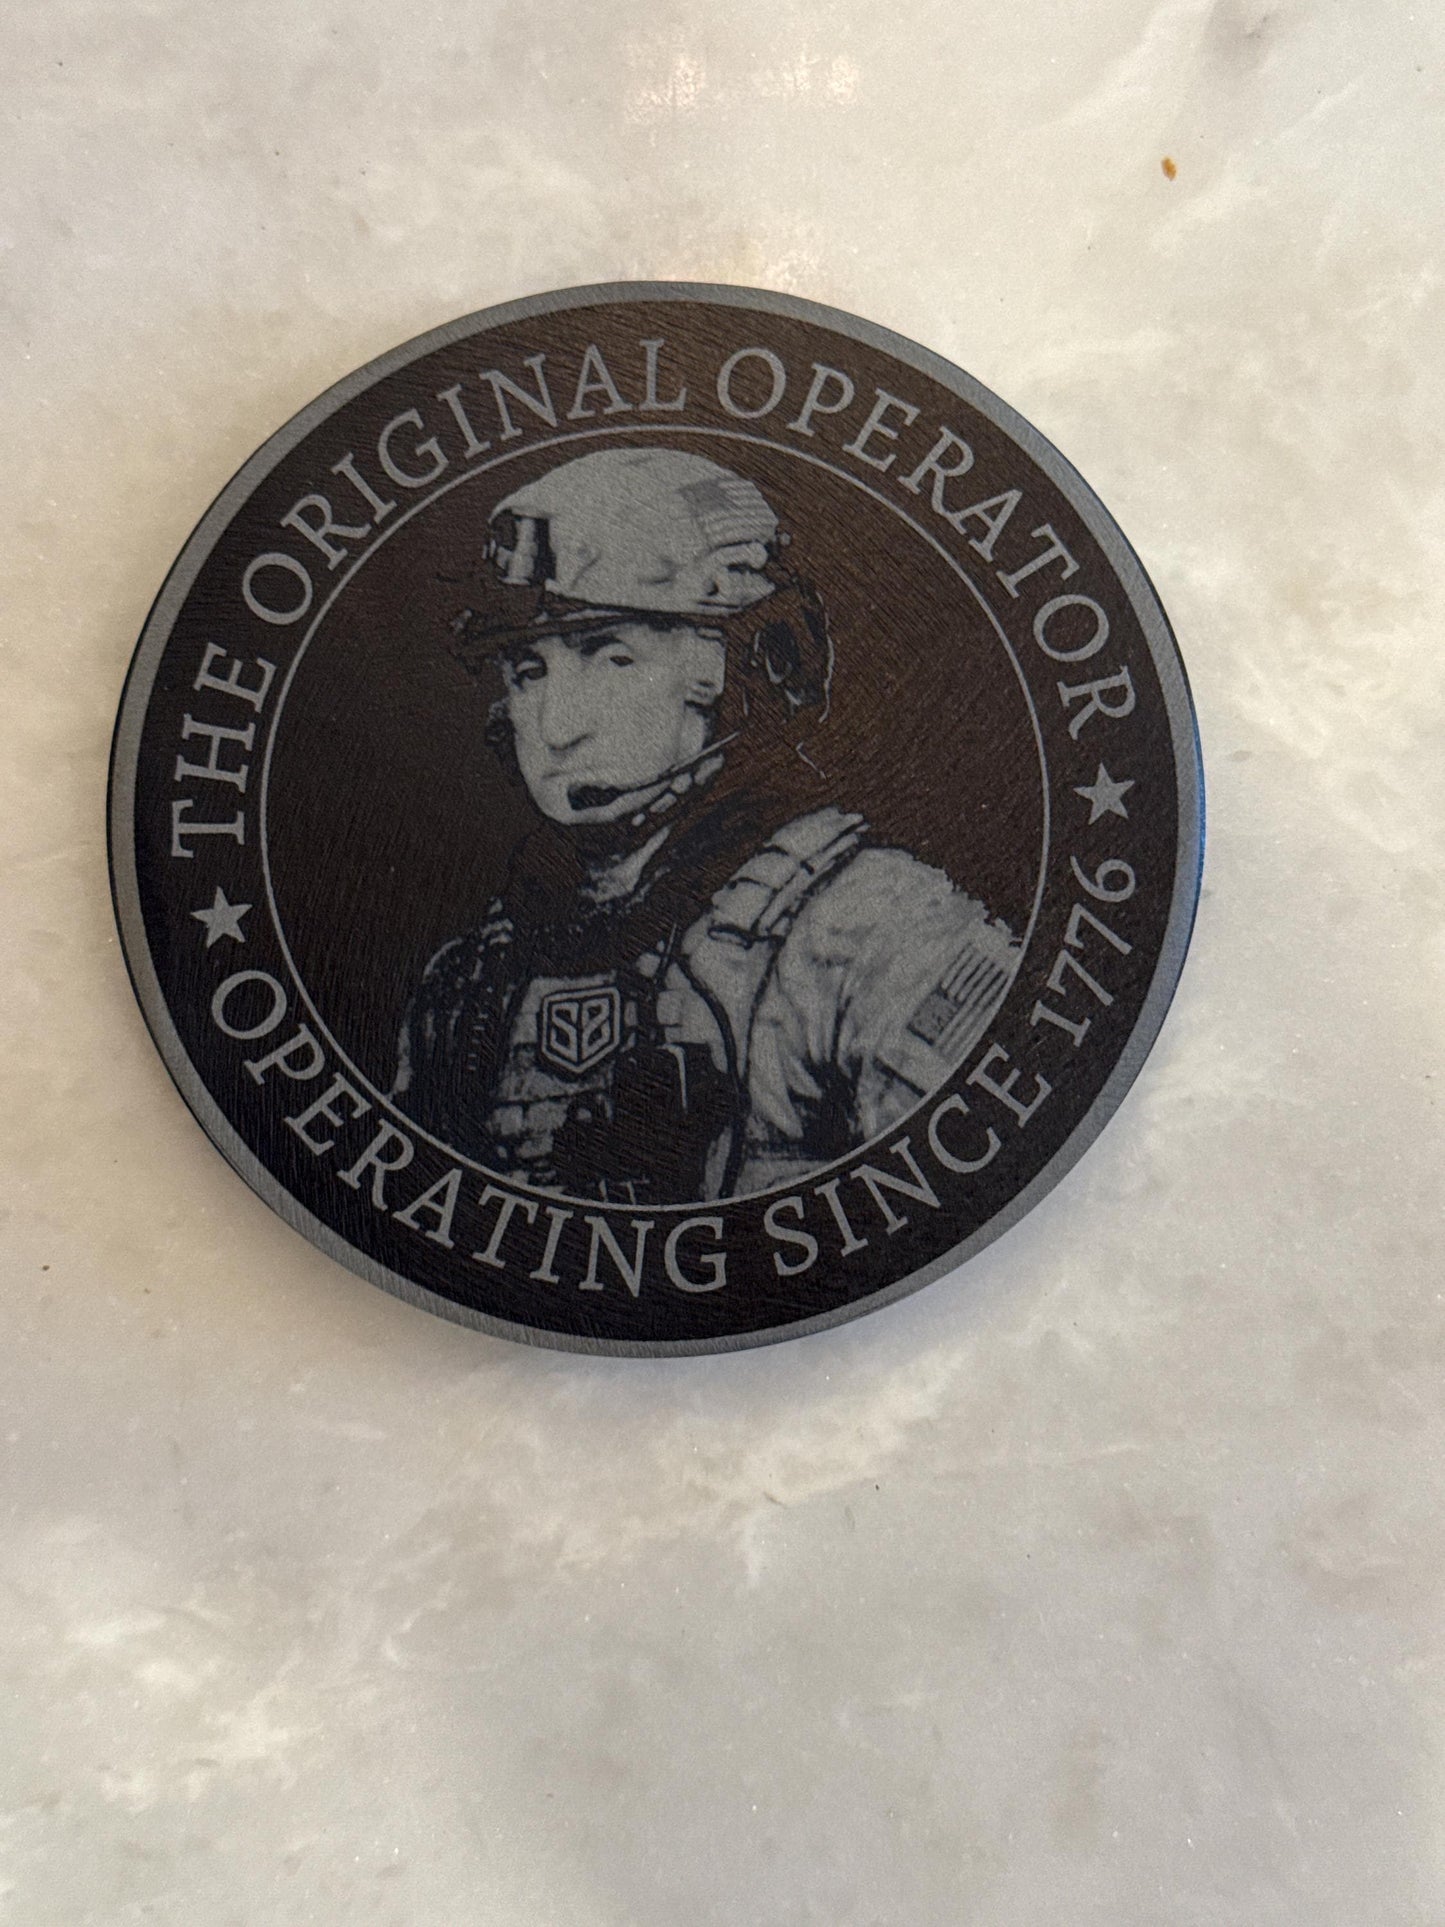 THE ORIGINAL OPERATOR
OPERATING SINCE 1776